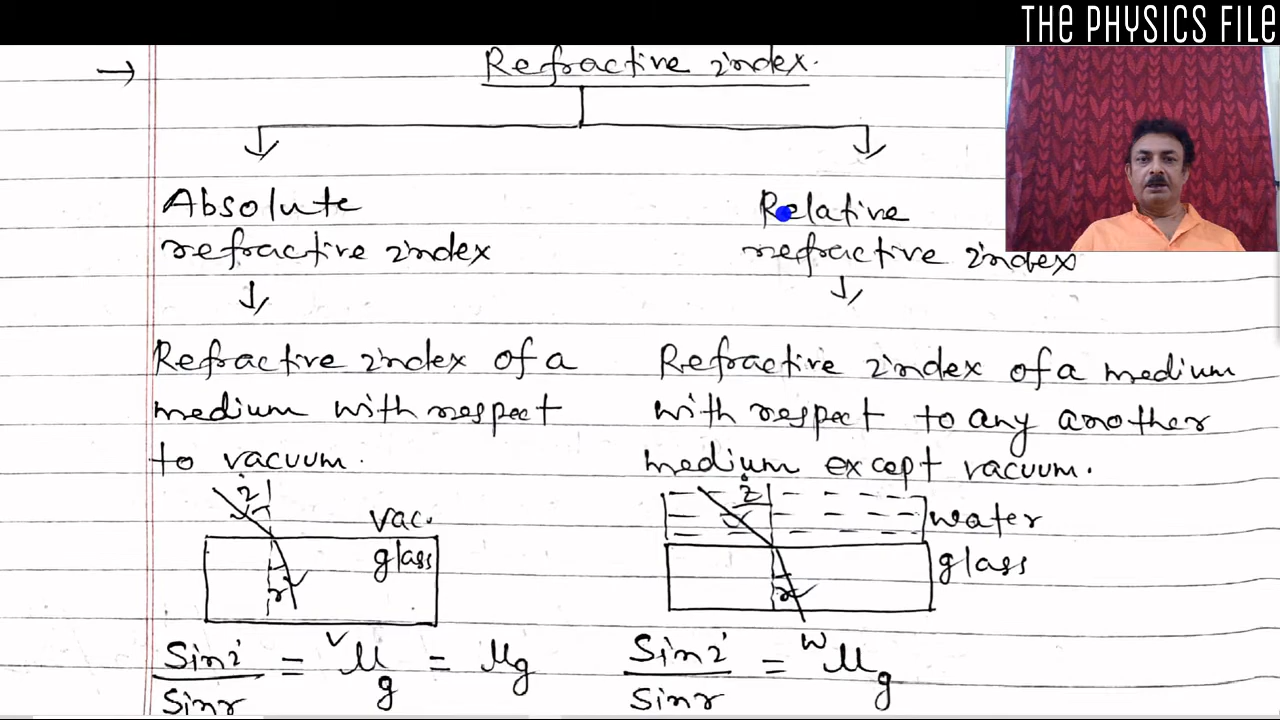 THE PHYSICS FILE
→ Refractive index.
Absolute
refractive index
Relative
refractive index
Refractive index of a
medium with respect
to vacuum.
Refractive index of a medium
with respect to any another
medium except vacuum.
i
vac.
glass
r
i
water
glass
r
Sin i / Sin r = ᵛμg = μg
Sin i / Sin r = ʷμg